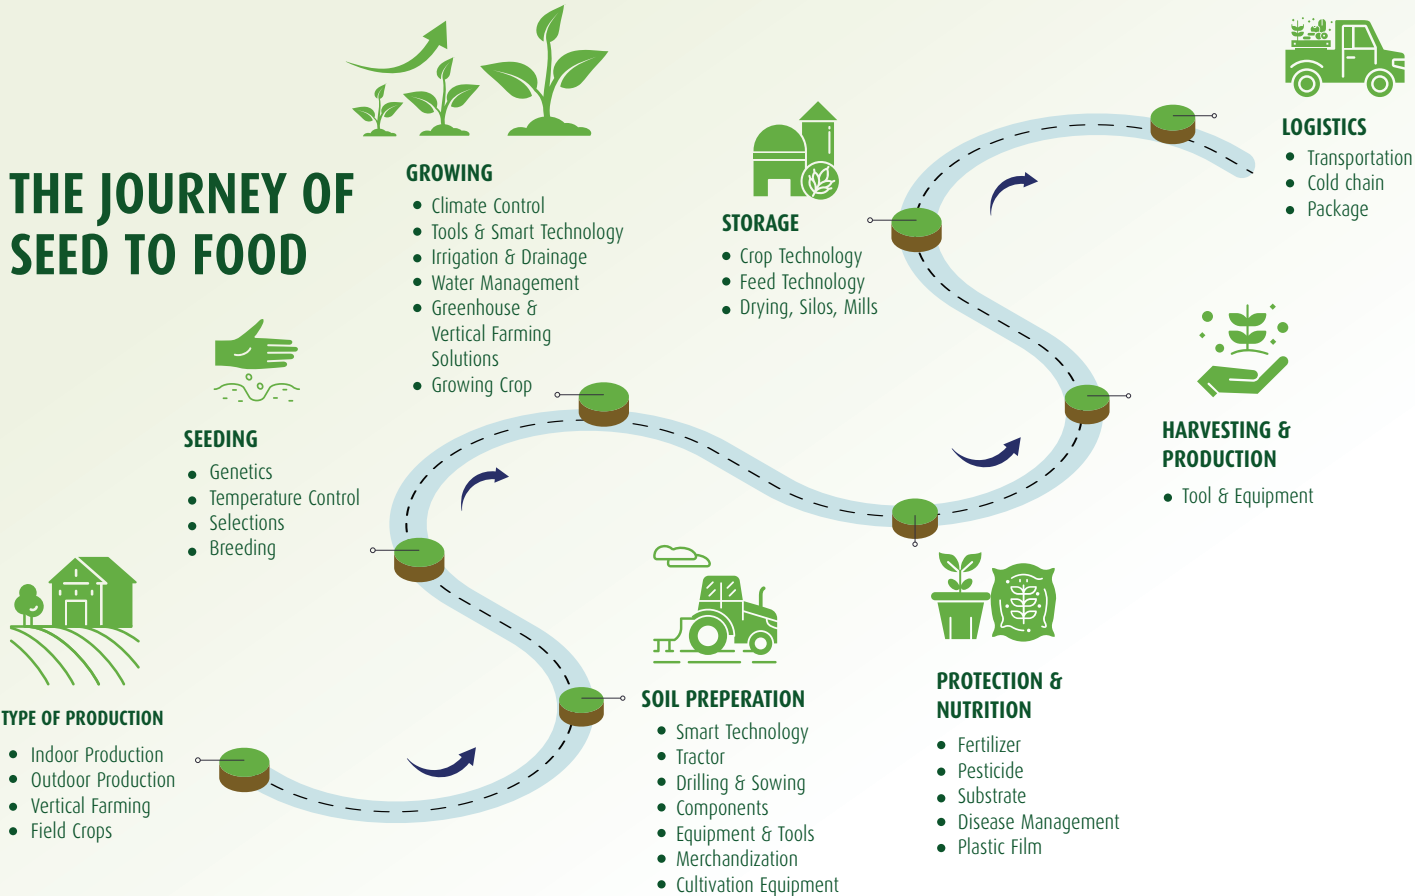 THE JOURNEY OF
SEED TO FOOD
TYPE OF PRODUCTION
Indoor Production
Outdoor Production
Vertical Farming
Field Crops
SOIL PREPERATION
Smart Technology
Tractor
Drilling & Sowing
Components
Equipment & Tools
Merchandization
Cultivation Equipment
SEEDING
Genetics
Temperature Control
Selections
Breeding
GROWING
Climate Control
Tools & Smart Technology
Irrigation & Drainage
Water Management
Greenhouse &
Vertical Farming
Solutions
Growing Crop
PROTECTION &
NUTRITION
Fertilizer
Pesticide
Substrate
Disease Management
Plastic Film
HARVESTING &
PRODUCTION
Tool & Equipment
STORAGE
Crop Technology
Feed Technology
Drying, Silos, Mills
LOGISTICS
Transportation
Cold chain
Package